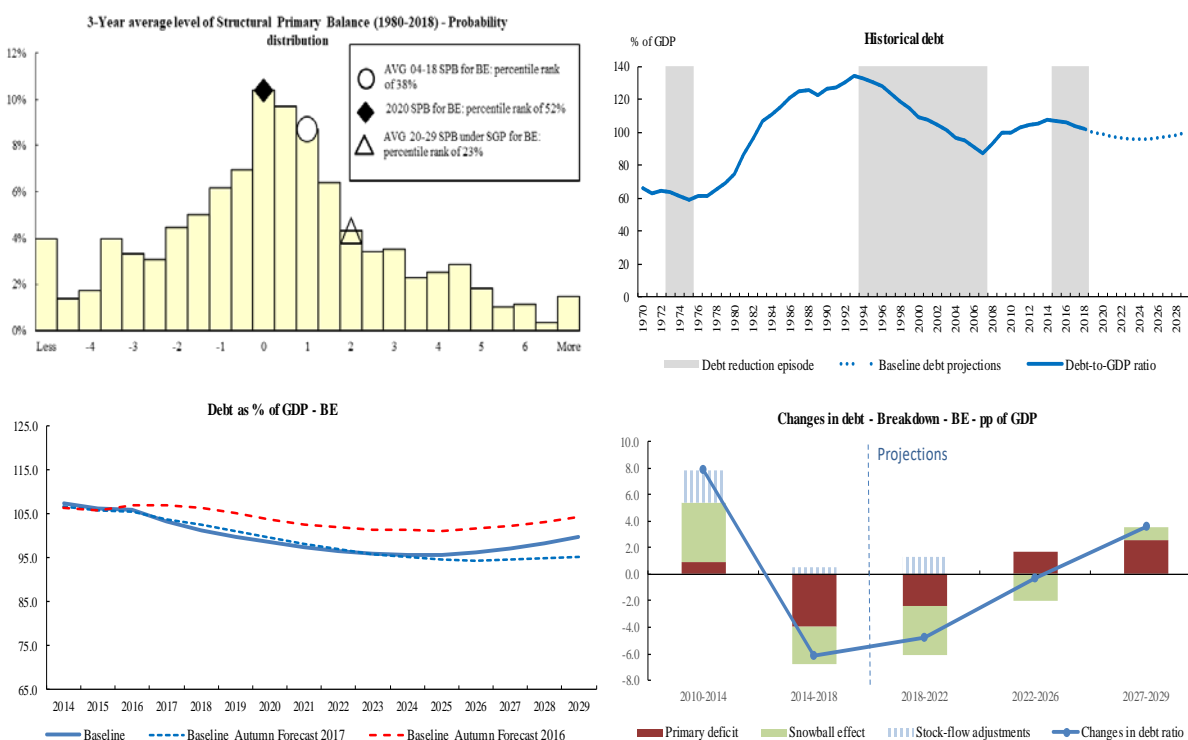 3-Year average level of Structural Primary Balance (1980-2018) - Probability
distribution
12%
10%
8%
6%
4%
2%
0%
AVG 04-18 SPB for BE: percentile rank
of 38%
2020 SPB for BE: percentile rank of 52%
AVG 20-29 SPB under SGP for BE:
percentile rank of 23%
Less -4 -3 -2 -1 0 1 2 3 4 5 6 More
Historical debt
% of GDP
140
120
100
80
60
40
20
0
1970 1972 1974 1976 1978 1980 1982 1984 1986 1988 1990 1992 1994 1996 1998 2000 2002 2004 2006 2008 2010 2012 2014 2016 2018 2020 2022 2024 2026 2028
Debt reduction episode Baseline debt projections Debt-to-GDP ratio
Debt as % of GDP - BE
125.0
115.0
105.0
95.0
85.0
75.0
65.0
2014 2015 2016 2017 2018 2019 2020 2021 2022 2023 2024 2025 2026 2027 2028 2029
Baseline Baseline Autumn Forecast 2017 Baseline Autumn Forecast 2016
Changes in debt - Breakdown - BE - pp of GDP
Projections
10.0
8.0
6.0
4.0
2.0
0.0
-2.0
-4.0
-6.0
-8.0
2010-2014 2014-2018 2018-2022 2022-2026 2027-2029
Primary deficit Snowball effect Stock-flow adjustments Changes in debt ratio